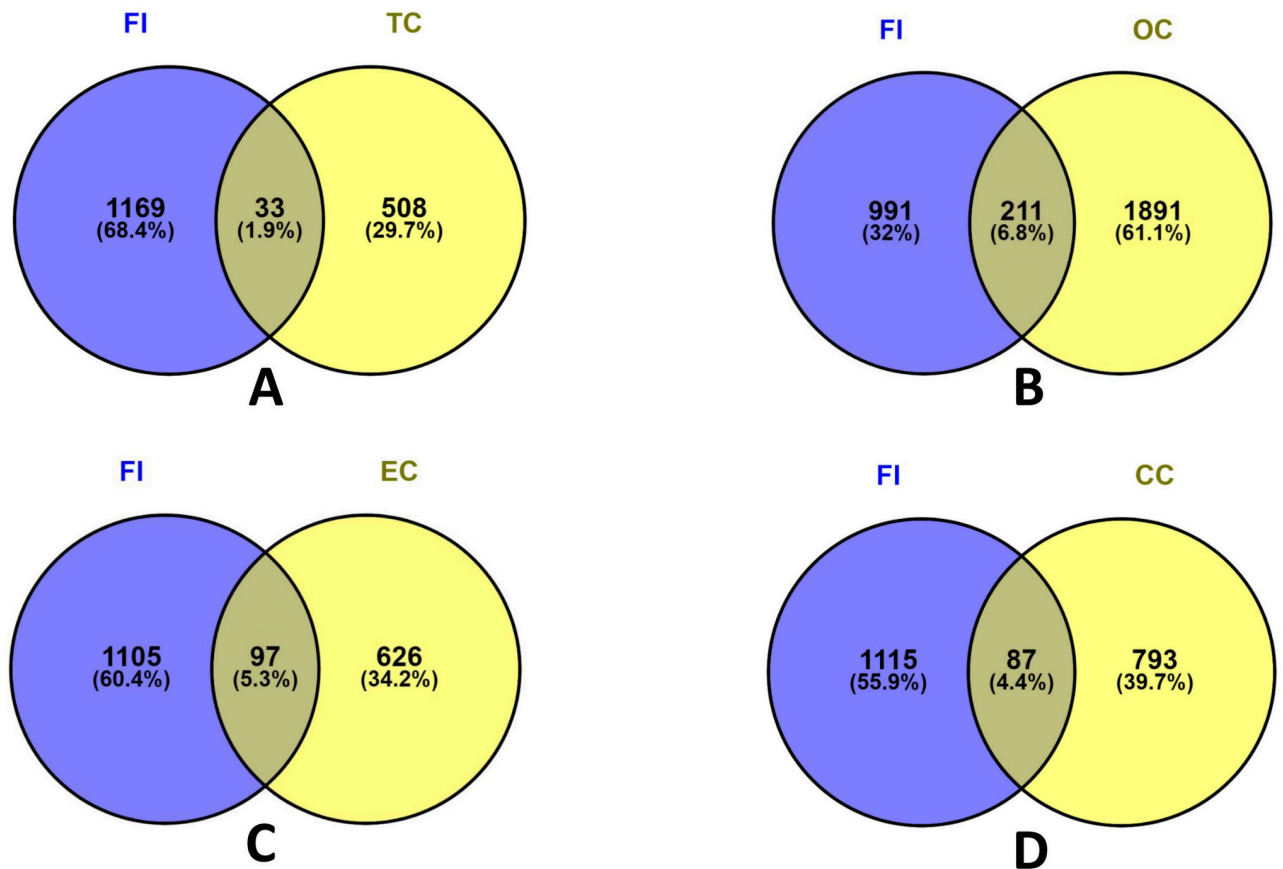 FI TC
1169 33 508
(68.4%) (1.9%) (29.7%)
A
FI OC
991 211 1891
(32%) (6.8%) (61.1%)
B
FI EC
1105 97 626
(60.4%) (5.3%) (34.2%)
C
FI CC
1115 87 793
(55.9%) (4.4%) (39.7%)
D